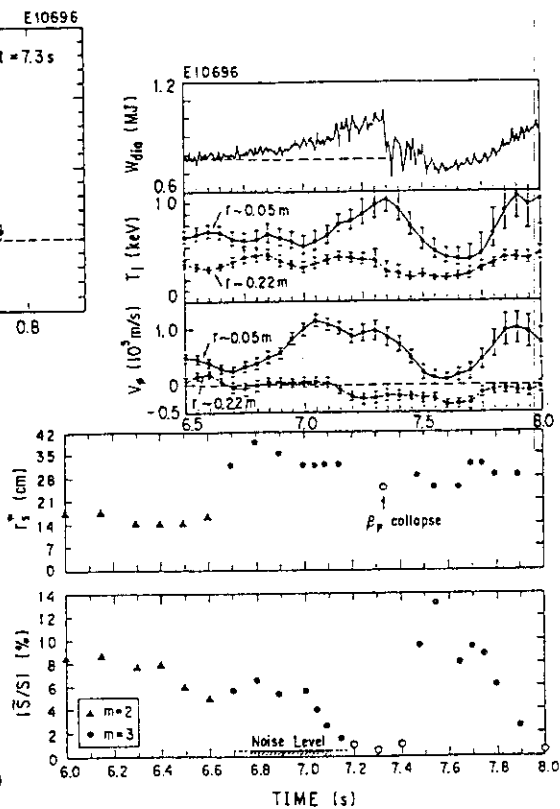 E10696
t = 7.3 s
0.8
E10696
1.2
W_dia (MJ)
0.6
1.0
T_i (keV)
r~0.05m
r~0.22m
0
V_φ (10^5 m/s)
1.0
r~0.05m
0
r~0.22m
-0.5
6.5 7.0 7.5 8.0
r_s^* (cm)
42
35
28
21
14
7
0
β_p collapse
|S̃/S| (%)
14
12
10
8
6
4
2
0
▲ m=2
● m=3
Noise Level
6.0 6.2 6.4 6.6 6.8 7.0 7.2 7.4 7.6 7.8 8.0
TIME (s)